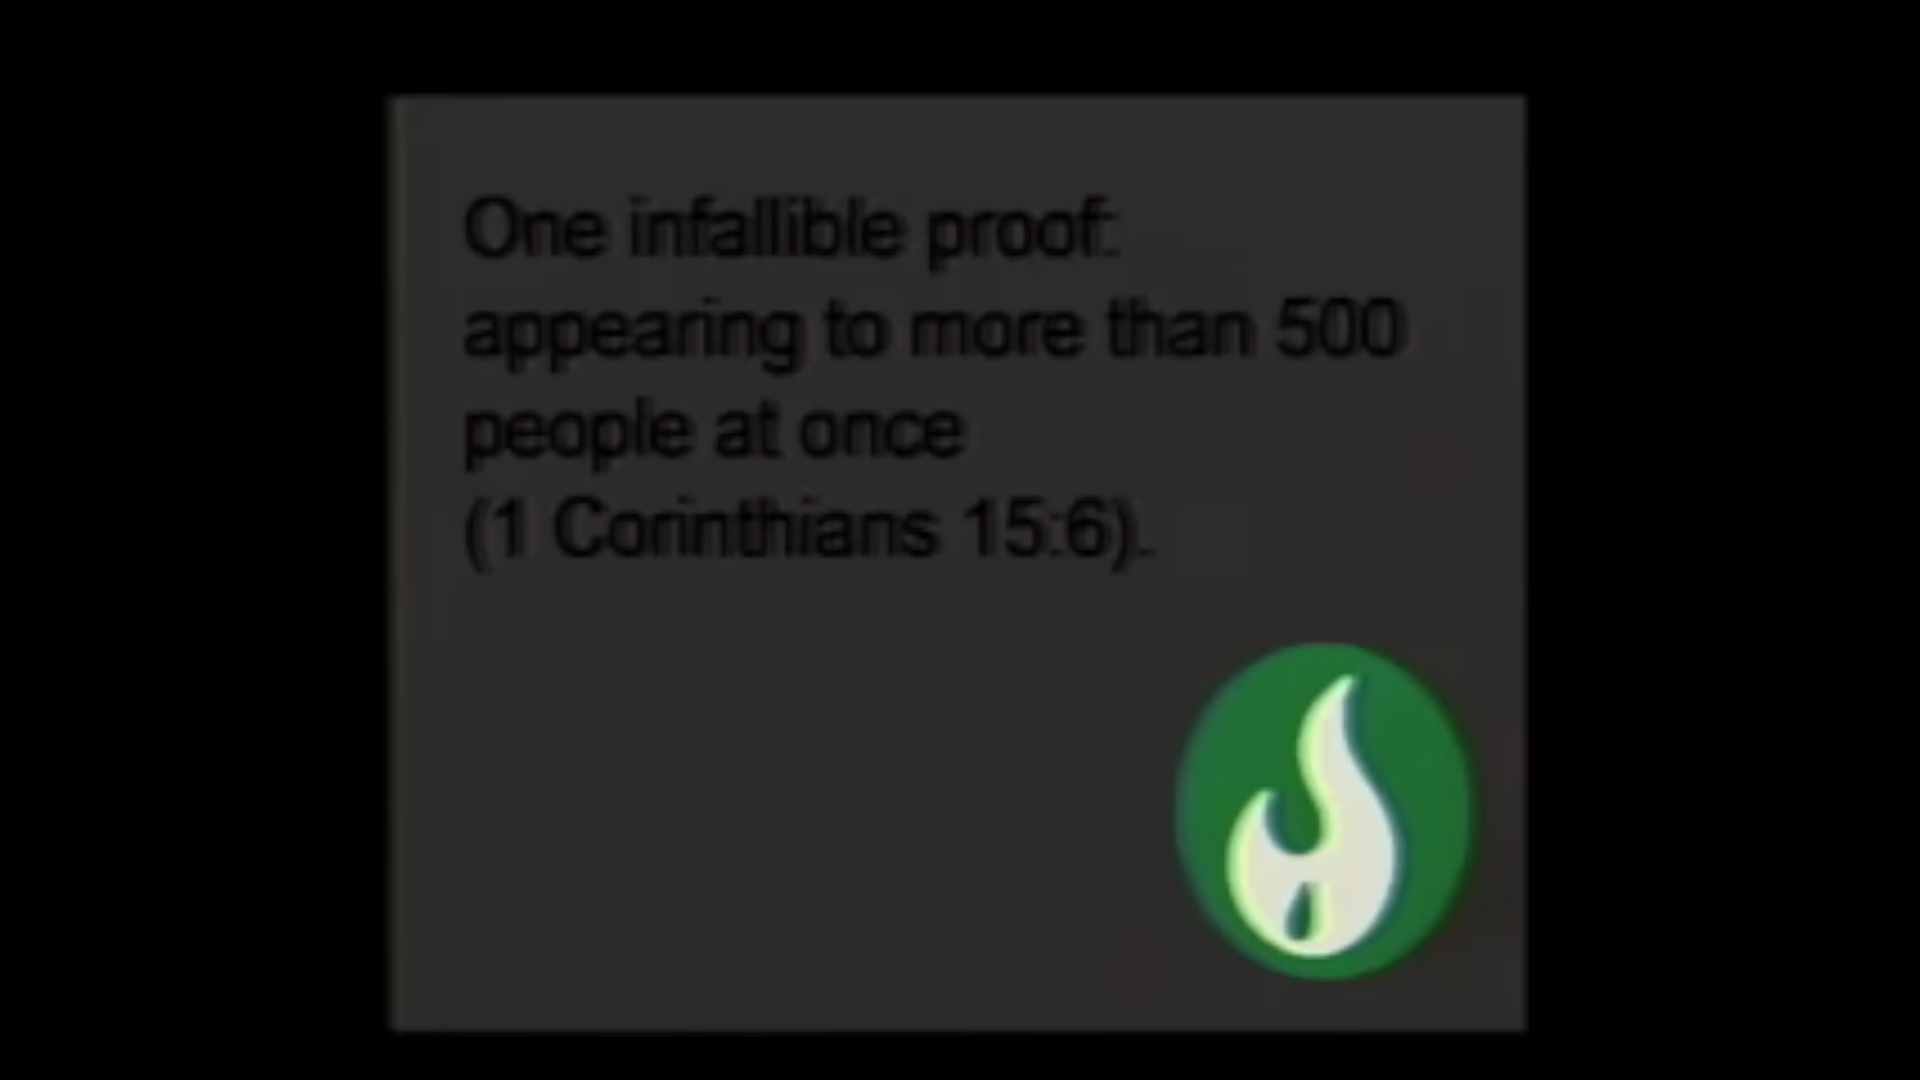 One infallible proof:
appearing to more than 500
people at once
(1 Corinthians 15:6).